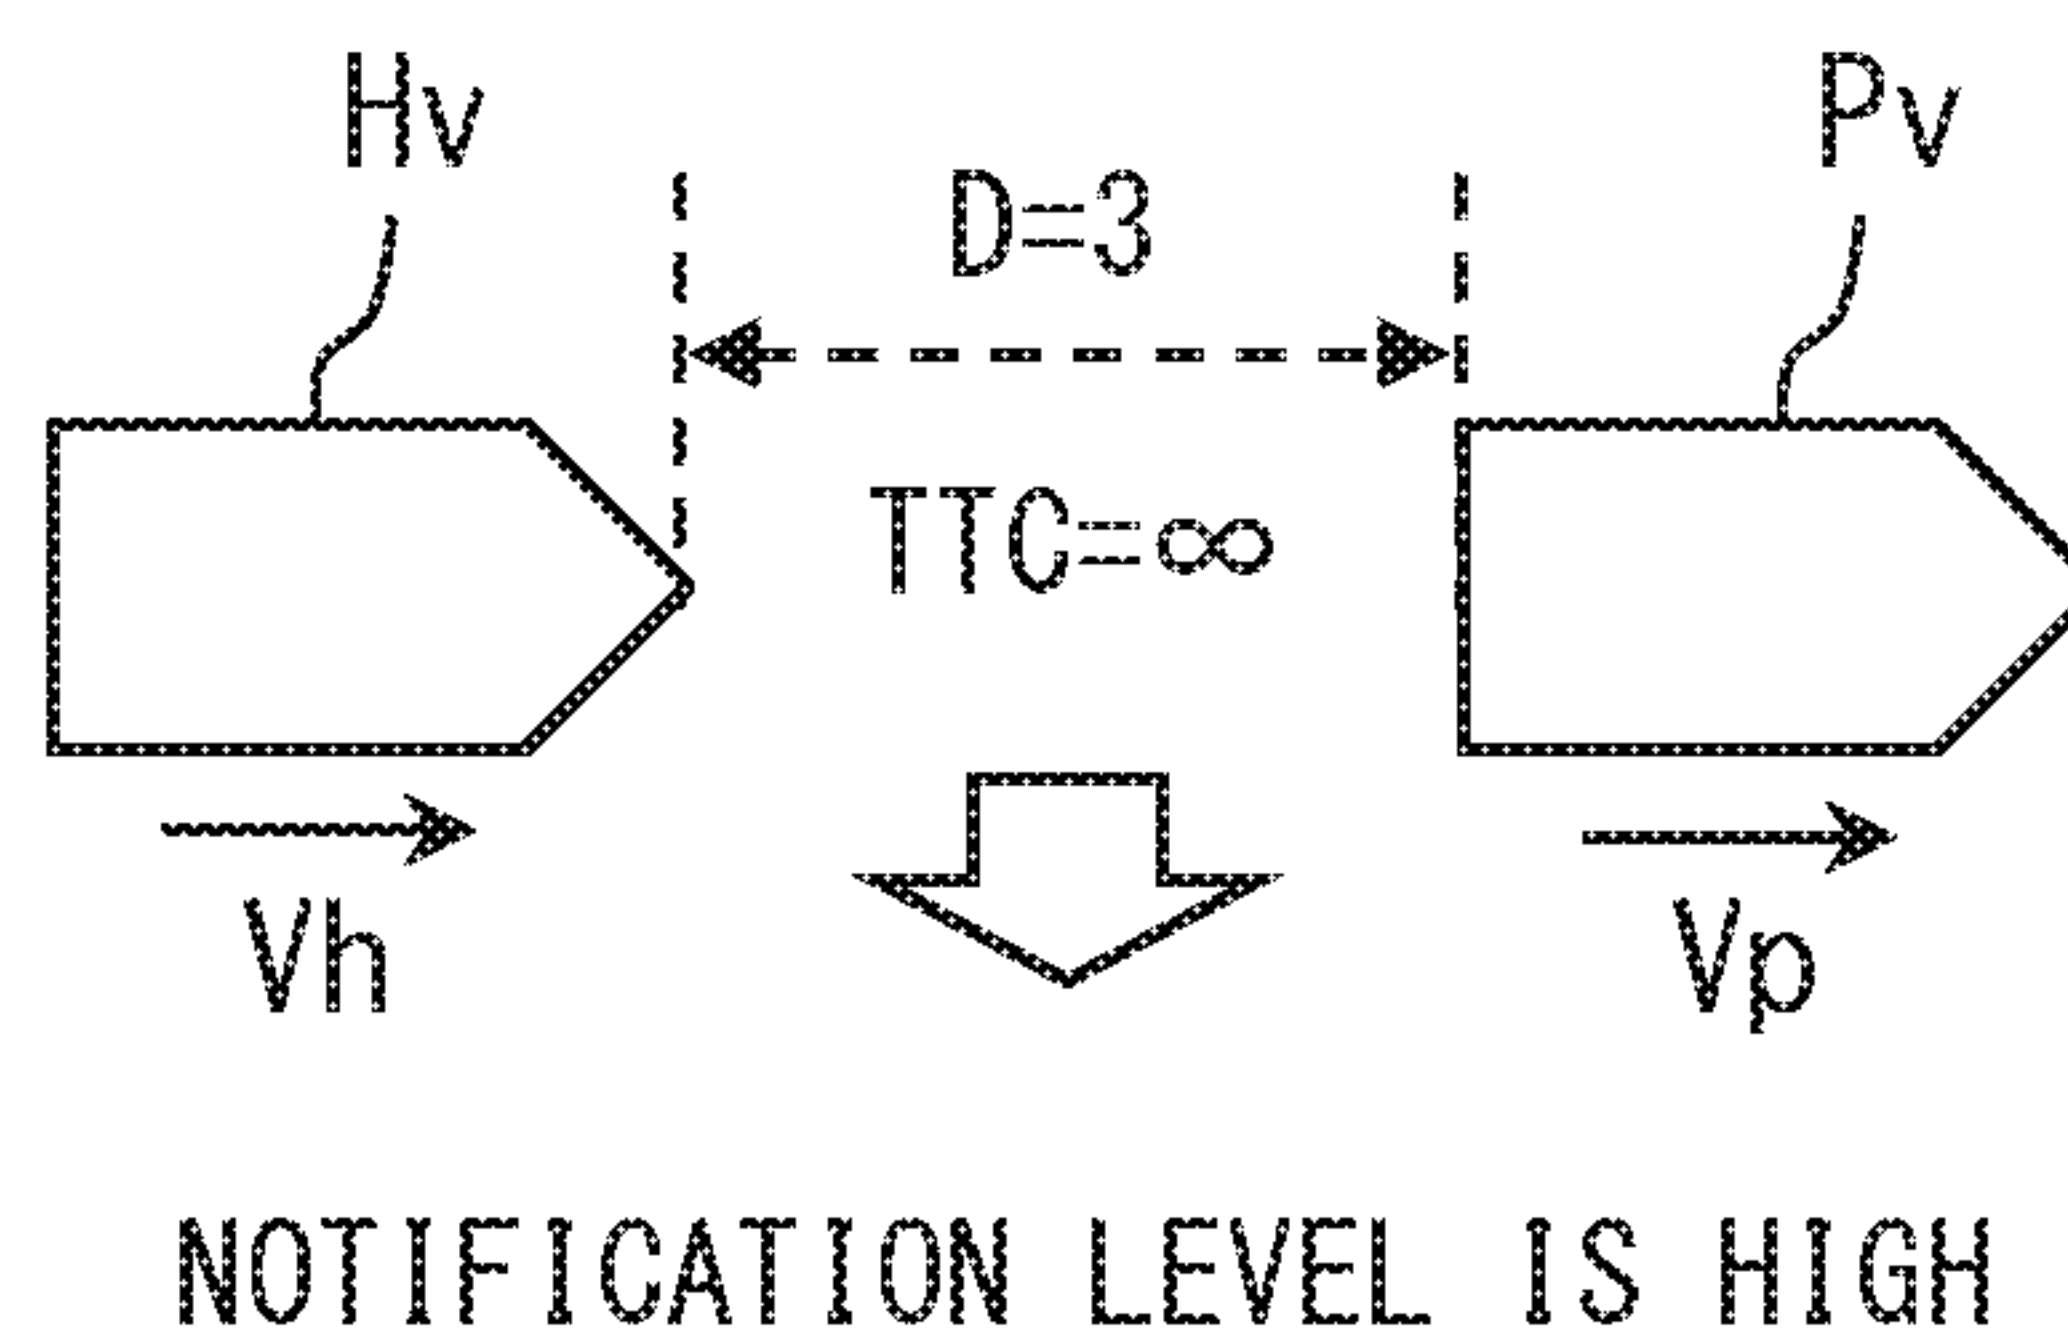 Hv
Pv
D=3
TTC=∞
Vh
Vp
NOTIFICATION LEVEL IS HIGH